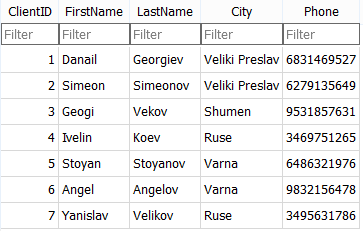 ClientID FirstName LastName City Phone
Filter Filter Filter Filter Filter
1 Danail Georgiev Veliki Preslav 6831469527
2 Simeon Simeonov Veliki Preslav 6279135649
3 Geogi Vekov Shumen 9531857631
4 Ivelin Koev Ruse 3469751265
5 Stoyan Stoyanov Varna 6486321976
6 Angel Angelov Varna 9832156478
7 Yanislav Velikov Ruse 3495631786